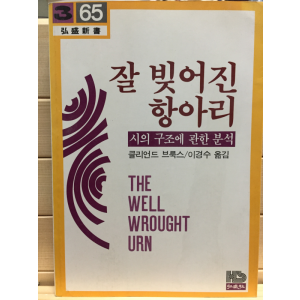 3 65
弘盛新書
잘 빚어진
항아리
시의 구조에 관한 분석
클리언드 브룩스/이경수 옮김
THE
WELL
WROUGHT
URN